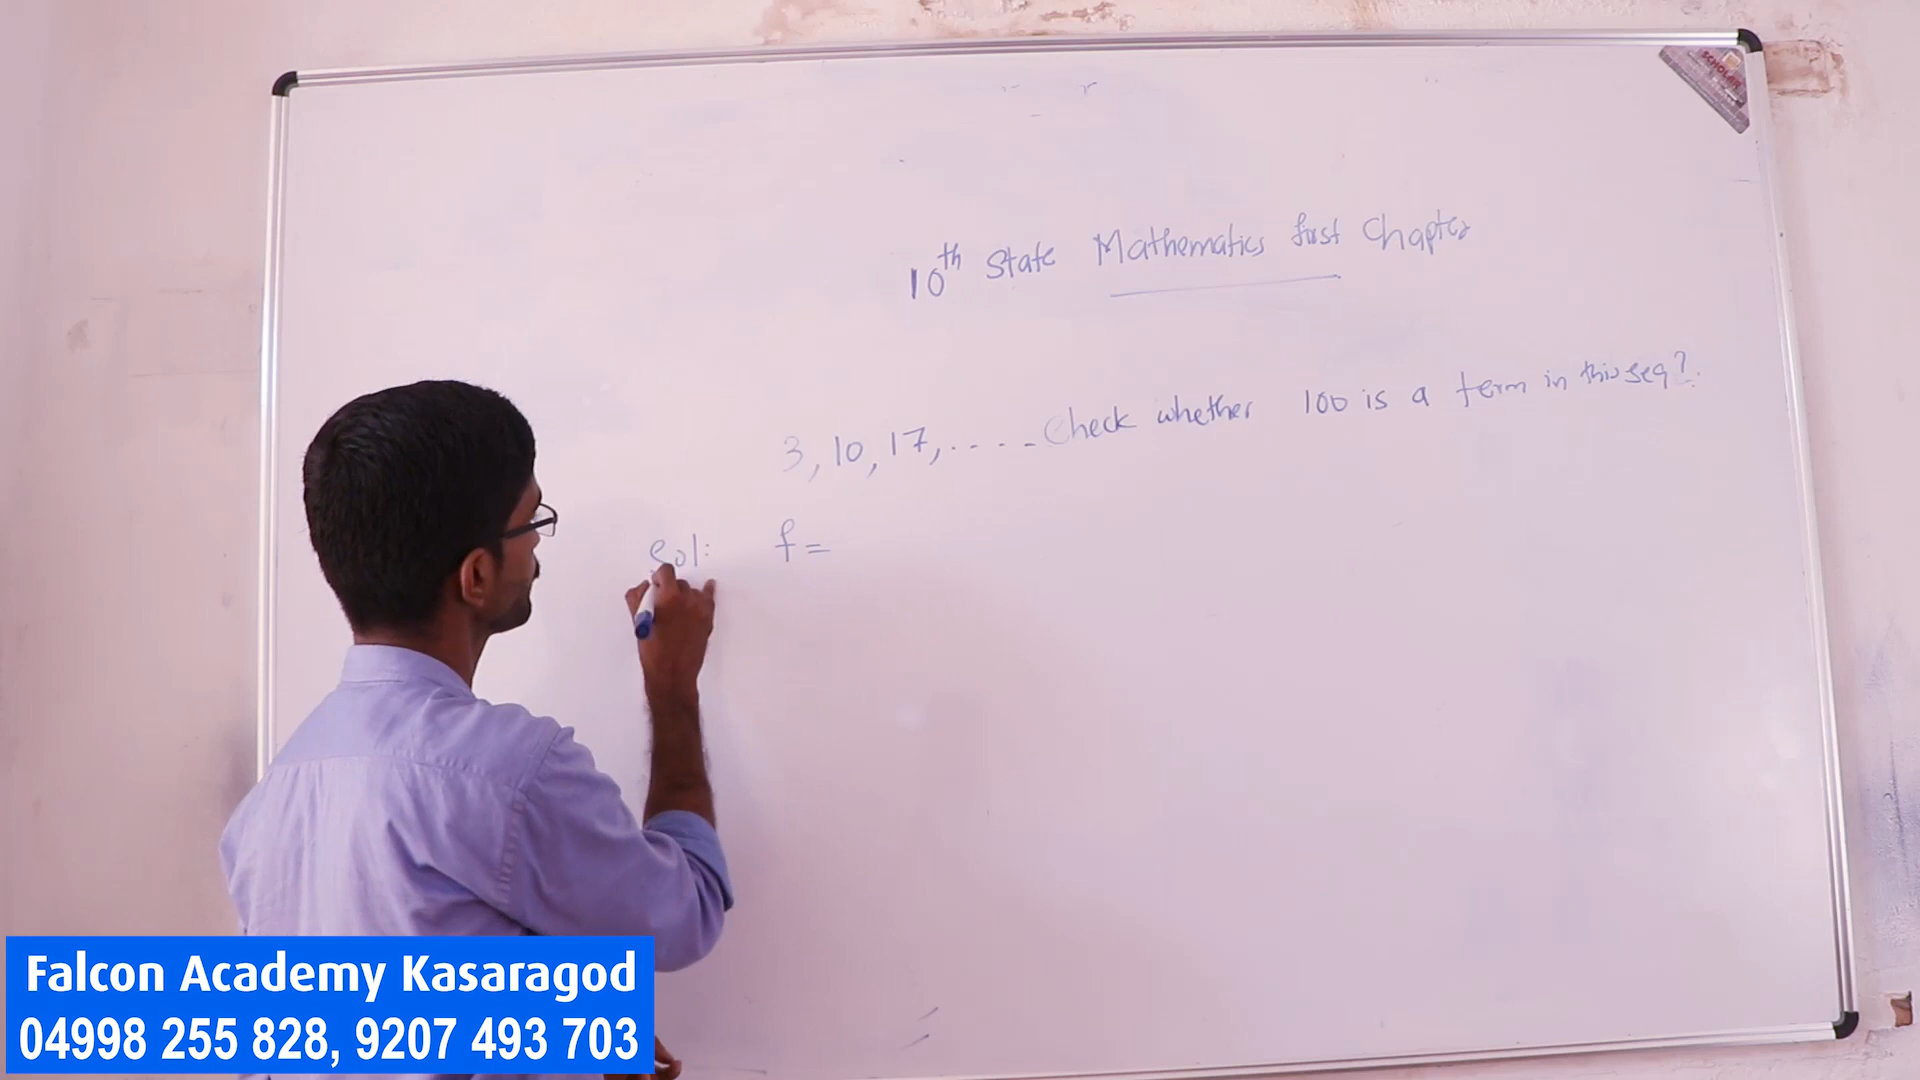 SCHOLAR
10th State Mathematics first Chapter
3, 10, 17, .... Check whether 100 is a term in this seq?.
Sol: f =
Falcon Academy Kasaragod
04998 255 828, 9207 493 703